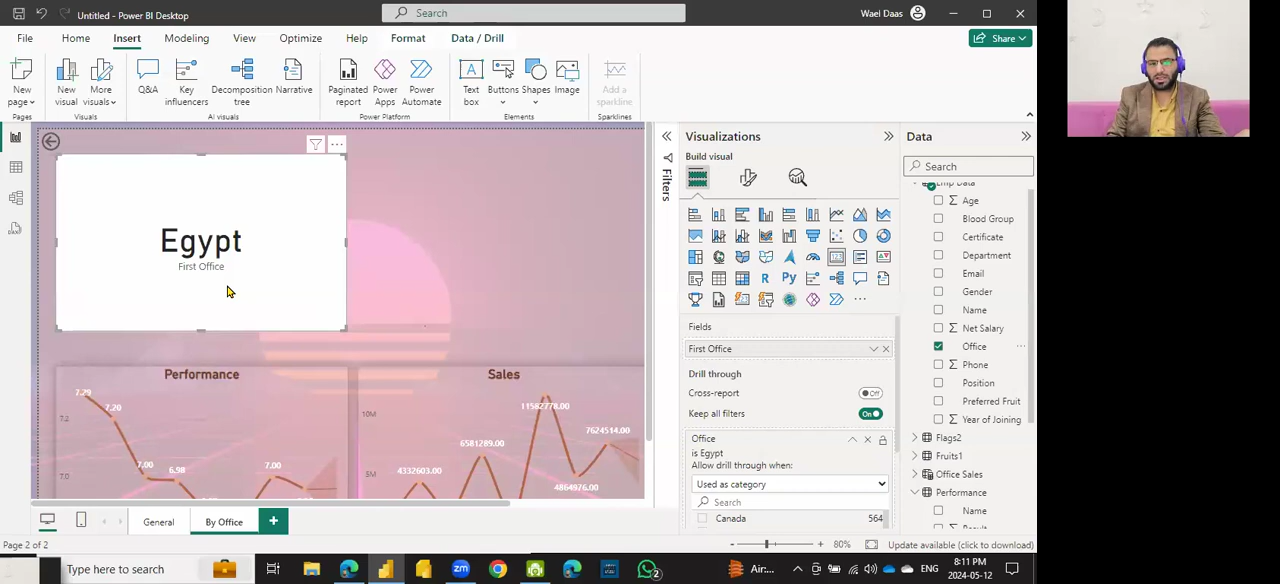 Untitled - Power BI Desktop
Search
Wael Daas
File
Home
Insert
Modeling
View
Optimize
Help
Format
Data / Drill
Share
New page
New visual
More visuals
Q&A
Key influencers
Decomposition tree
Narrative
Paginated report
Power Apps
Power Automate
Text box
Buttons
Shapes
Image
Add a sparkline
Pages
Visuals
AI visuals
Power Platform
Elements
Sparklines
Egypt
First Office
Performance
7.29
7.20
7.2
7.00
6.98
7.00
7.0
Sales
11582778.00
10M
6581289.00
7624514.00
4332603.00
4864976.00
5M
Filters
Visualizations
Build visual
R
Py
Fields
First Office
Drill through
Cross-report
Off
Keep all filters
On
Office
is Egypt
Allow drill through when:
Used as category
Search
Canada
564
Data
Search
Emp Data
Age
Blood Group
Certificate
Department
Email
Gender
Name
Net Salary
Office
Phone
Position
Preferred Fruit
Year of Joining
Flags2
Fruits1
Office Sales
Performance
Name
Result
General
By Office
Page 2 of 2
80%
Update available (click to download)
Type here to search
zm
2
Air:...
ENG
8:11 PM
2024-05-12